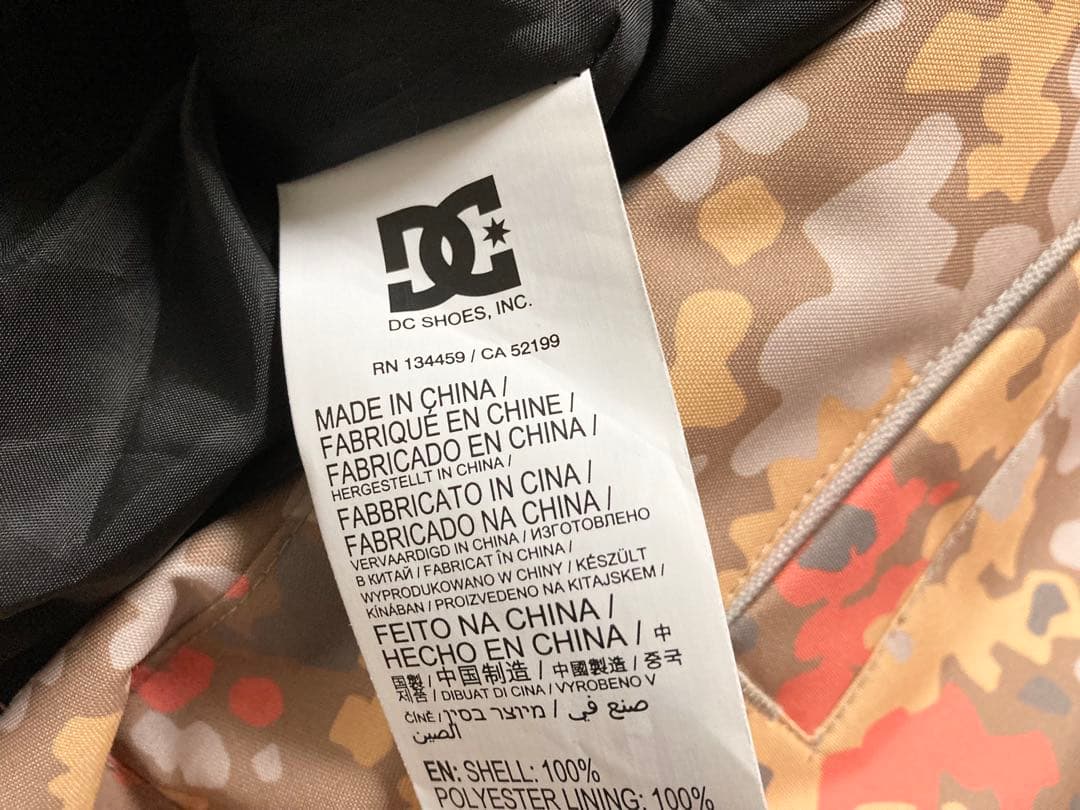 DC
DC SHOES, INC.
RN 134459 / CA 52199
MADE IN CHINA /
FABRIQUÉ EN CHINE /
FABRICADO EN CHINA /
HERGESTELLT IN CHINA /
FABBRICATO IN CINA /
FABRICADO NA CHINA /
VERVAARDIGD IN CHINA / ИЗГОТОВЛЕНО
В КИТАЙ / FABRICAT ÎN CHINA /
WYPRODUKOWANO W CHINY / KÉSZÜLT
KÍNÁBAN / PROIZVEDENO NA KITAJSKEM /
FEITO NA CHINA /
HECHO EN CHINA / 中
国製 / 中国制造 / 中國製造 / 중국
제품 / DIBUAT DI CINA / VYROBENO V
ČÍNĚ / מיוצר בסין / صنع في
الصين
EN: SHELL: 100%
POLYESTER LINING: 100%